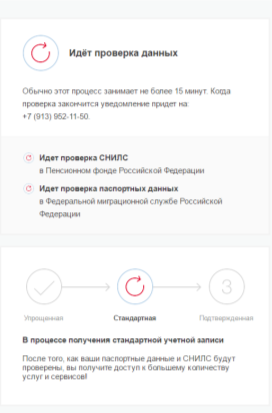 Идёт проверка данных
Обычно этот процесс занимает не более 15 минут. Когда
проверка закончится уведомление придет на:
+7 (913) 952-11-50.
Идет проверка СНИЛС
в Пенсионном фонде Российской Федерации
Идет проверка паспортных данных
в Федеральной миграционной службе Российской
Федерации
3
Упрощенная Стандартная Подтвержденная
В процессе получения стандартной учетной записи
После того, как ваши паспортные данные и СНИЛС будут
проверены, вы получите доступ к большему количеству
услуг и сервисов!